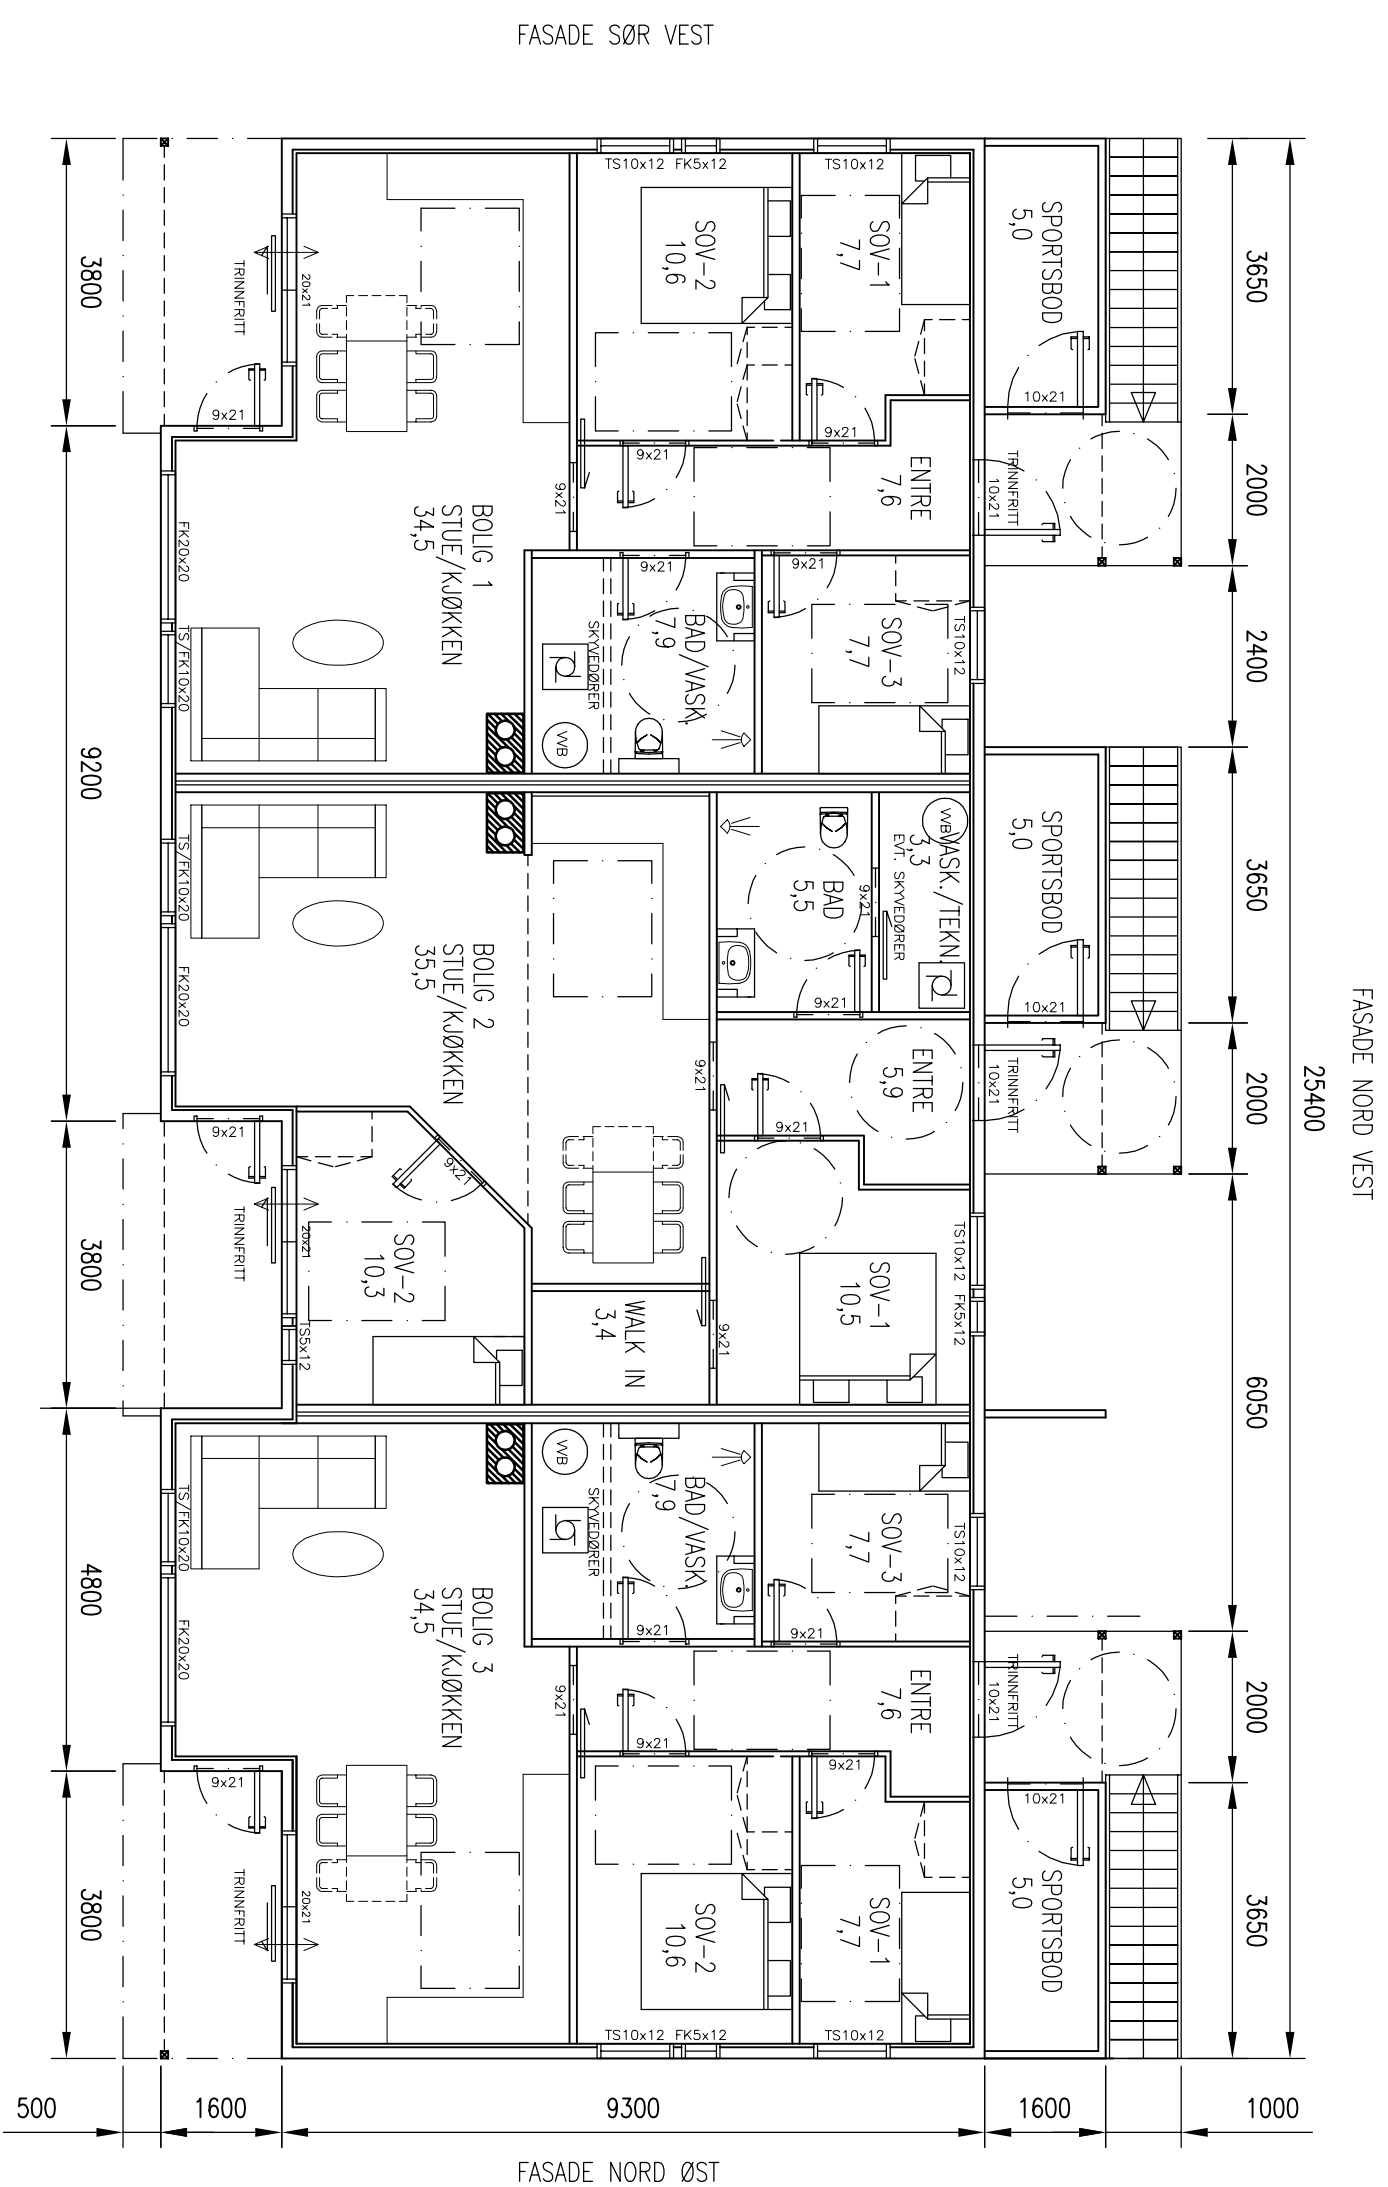 FASADE SØR VEST
FASADE NORD VEST
25400
3650
2000
2400
3650
2000
6050
2000
3650
SPORTSBOD
5,0
10x21
TRINNFRITT
10x21
SPORTSBOD
5,0
10x21
TRINNFRITT
10x21
TRINNFRITT
10x21
10x21
SPORTSBOD
5,0
TS10x12
SOV-1
7,7
9x21
TS10x12 FK5x12
SOV-2
10,6
9x21
ENTRE
7,6
9x21
SOV-3
7,7
TS10x12
9x21
BAD/VASK.
7,9
9x21
SKYVEDØRER
VVB
BOLIG 1
STUE/KJØKKEN
34,5
20x21
TRINNFRITT
9x21
FK20x20
TS/FK10x20
VVB
VASK./TEKN.
3,3
EVT. SKYVEDØRER
9x21
BAD
5,5
9x21
ENTRE
5,9
9x21
9x21
TS10x12 FK5x12
SOV-1
10,5
9x21
WALK IN
3,4
BOLIG 2
STUE/KJØKKEN
35,5
TS/FK10x20
FK20x20
9x21
9x21
SOV-2
10,3
20x21
TRINNFRITT
TS5x12
TS10x12
SOV-3
7,7
9x21
BAD/VASK.
7,9
9x21
SKYVEDØRER
VVB
ENTRE
7,6
9x21
9x21
9x21
SOV-1
7,7
TS10x12
SOV-2
10,6
TS10x12 FK5x12
BOLIG 3
STUE/KJØKKEN
34,5
TS/FK10x20
FK20x20
9x21
20x21
TRINNFRITT
3800
9200
3800
4800
3800
500
1600
9300
1600
1000
FASADE NORD ØST